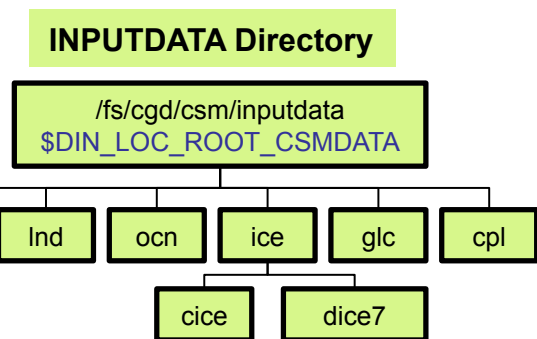 INPUTDATA Directory
/fs/cgd/csm/inputdata
$DIN_LOC_ROOT_CSMDATA
lnd ocn ice glc cpl
cice dice7